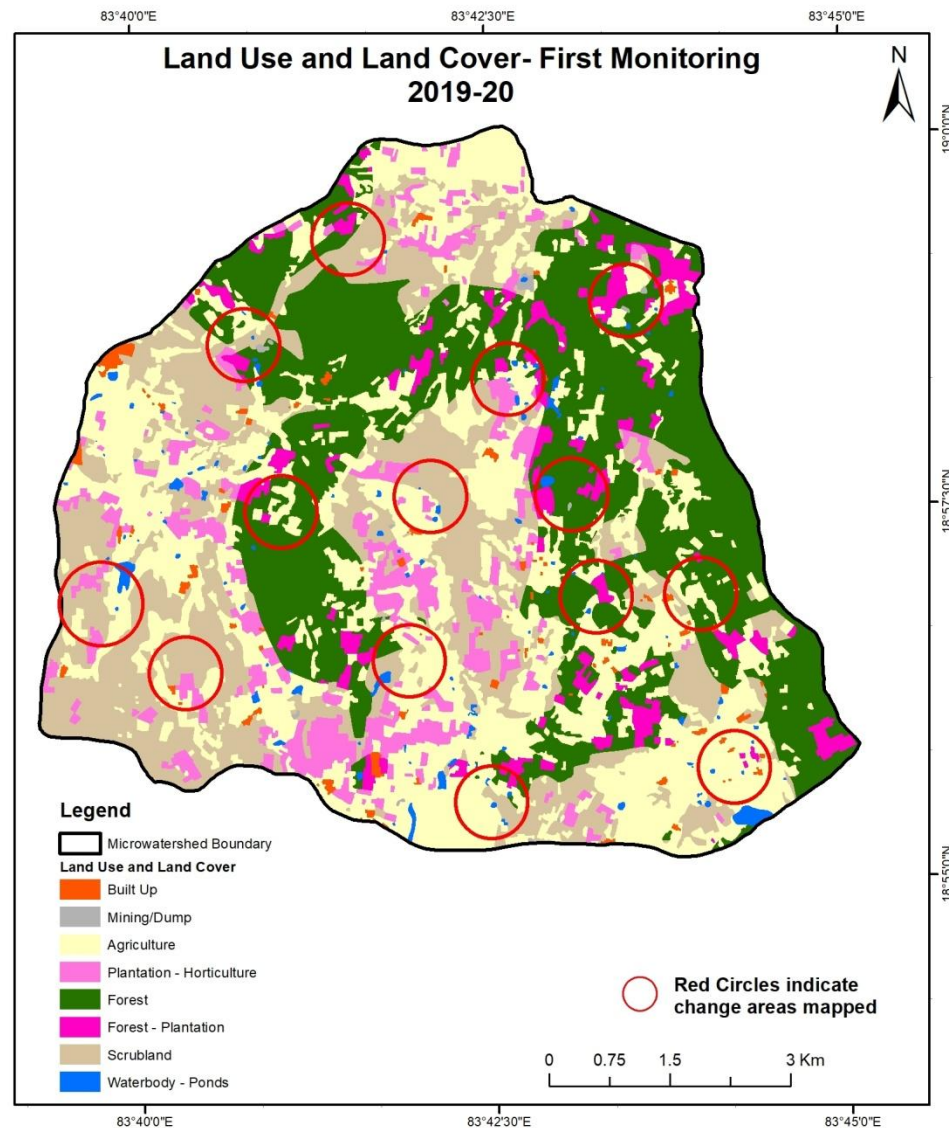 83°40'0"E 83°42'30"E 83°45'0"E
Land Use and Land Cover- First Monitoring
2019-20
N
19°0'0"N
18°57'30"N
18°55'0"N
Legend
Microwatershed Boundary
Land Use and Land Cover
Built Up
Mining/Dump
Agriculture
Plantation - Horticulture
Forest
Forest - Plantation
Scrubland
Waterbody - Ponds
Red Circles indicate
change areas mapped
0 0.75 1.5 3 Km
83°40'0"E 83°42'30"E 83°45'0"E